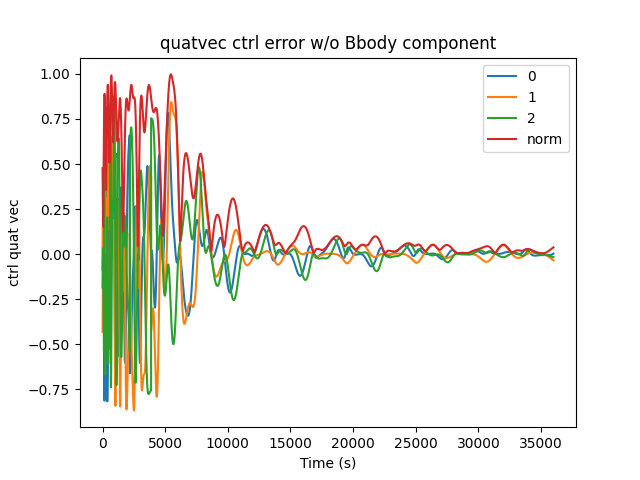 quatvec ctrl error w/o Bbody component
1.00
0.75
0.50
0.25
0.00
−0.25
−0.50
−0.75
ctrl quat vec
0
1
2
norm
0 5000 10000 15000 20000 25000 30000 35000
Time (s)